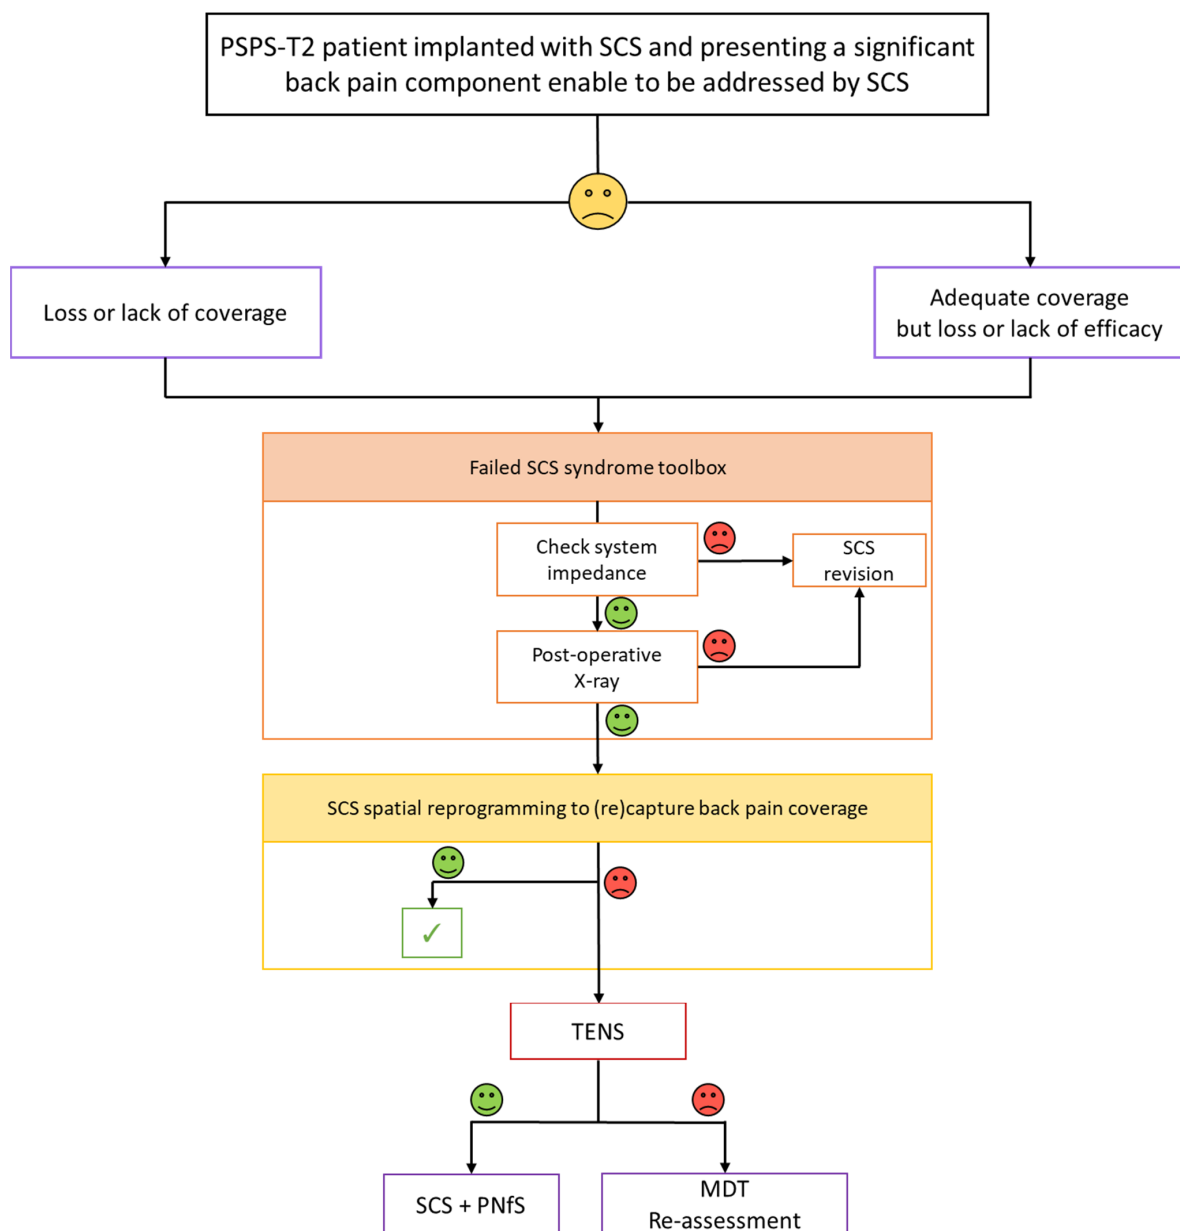 PSPS-T2 patient implanted with SCS and presenting a significant
back pain component enable to be addressed by SCS
Loss or lack of coverage
Adequate coverage
but loss or lack of efficacy
Failed SCS syndrome toolbox
Check system
impedance
SCS
revision
Post-operative
X-ray
SCS spatial reprogramming to (re)capture back pain coverage
✓
TENS
SCS + PNfS
MDT
Re-assessment